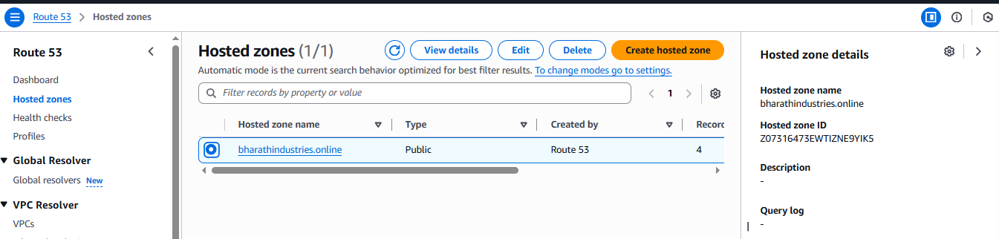 Route 53 > Hosted zones
Route 53
Dashboard
Hosted zones
Health checks
Profiles
Global Resolver
Global resolvers New
VPC Resolver
VPCs
Hosted zones (1/1)
View details
Edit
Delete
Create hosted zone
Automatic mode is the current search behavior optimized for best filter results. To change modes go to settings.
Filter records by property or value
1
Hosted zone name Type Created by Recor
bharathindustries.online Public Route 53 4
Hosted zone details
Hosted zone name
bharathindustries.online
Hosted zone ID
Z07316473EWTIZNE9YIK5
Description
-
Query log
-